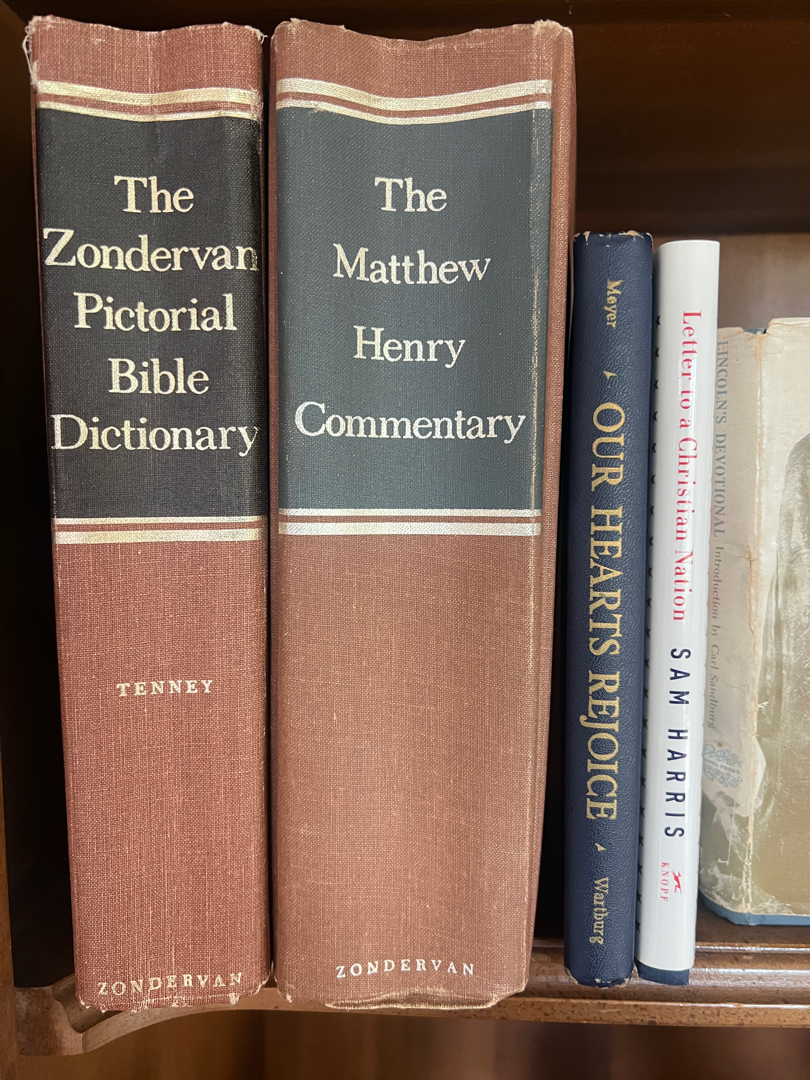 The
Zondervan
Pictorial
Bible
Dictionary
TENNEY
ZONDERVAN
The
Matthew
Henry
Commentary
ZONDERVAN
Meyer
OUR HEARTS REJOICE
Wartburg
Letter to a Christian Nation
SAM HARRIS
KNOPF
LINCOLN'S DEVOTIONAL Introduction by Carl Sandburg